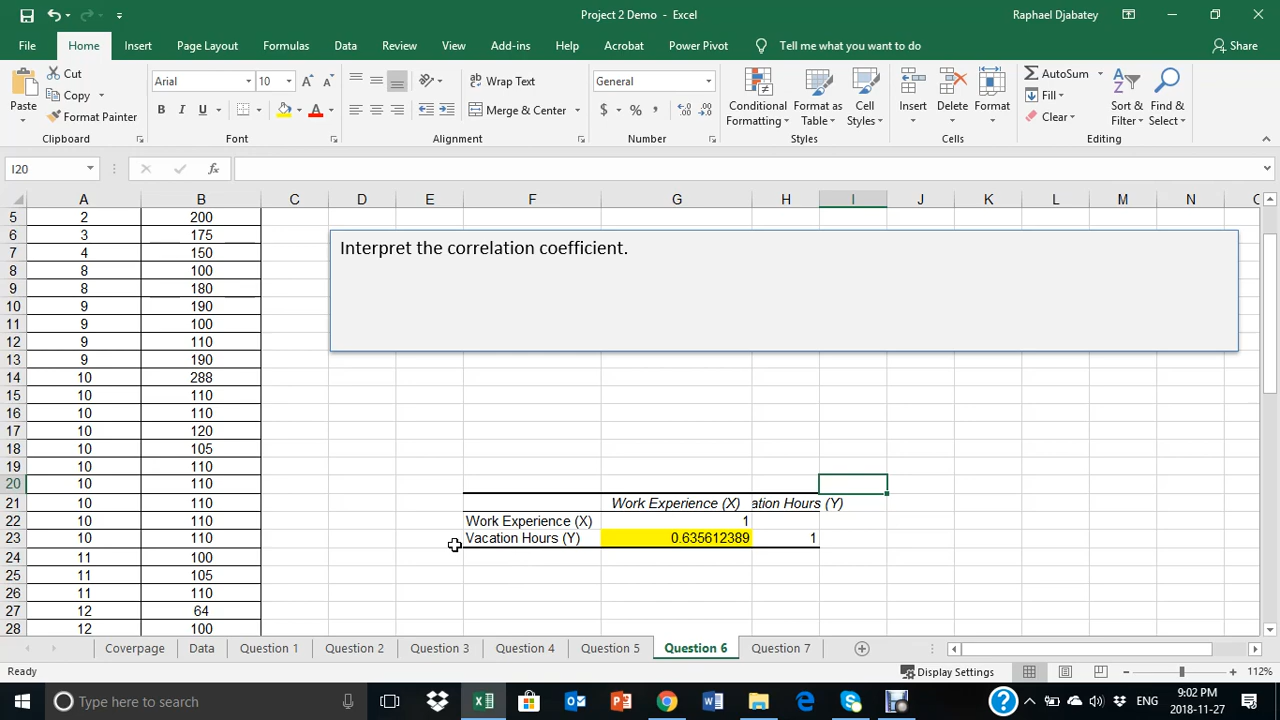 Project 2 Demo - Excel
Raphael Djabatey
File Home Insert Page Layout Formulas Data Review View Add-ins Help Acrobat Power Pivot Tell me what you want to do Share
Paste
Cut
Copy
Format Painter
Clipboard
Arial 10
B I U
Font
Wrap Text
Merge & Center
Alignment
General
$ % ,
Number
Conditional Formatting
Format as Table
Cell Styles
Styles
Insert Delete Format
Cells
AutoSum
Fill
Clear
Sort & Filter
Find & Select
Editing
I20
fx
A B C D E F G H I J K L M N
5 2 200
6 3 175
7 4 150
8 8 100
9 8 180
10 9 190
11 9 100
12 9 110
13 9 190
14 10 288
15 10 110
16 10 110
17 10 120
18 10 105
19 10 110
20 10 110
21 10 110
22 10 110
23 10 110
24 11 100
25 11 105
26 11 110
27 12 64
28 12 100
Interpret the correlation coefficient.
Work Experience (X) ation Hours (Y)
Work Experience (X) 1
Vacation Hours (Y) 0.635612389 1
Coverpage Data Question 1 Question 2 Question 3 Question 4 Question 5 Question 6 Question 7
Ready
Display Settings
112%
Type here to search
ENG
9:02 PM
2018-11-27